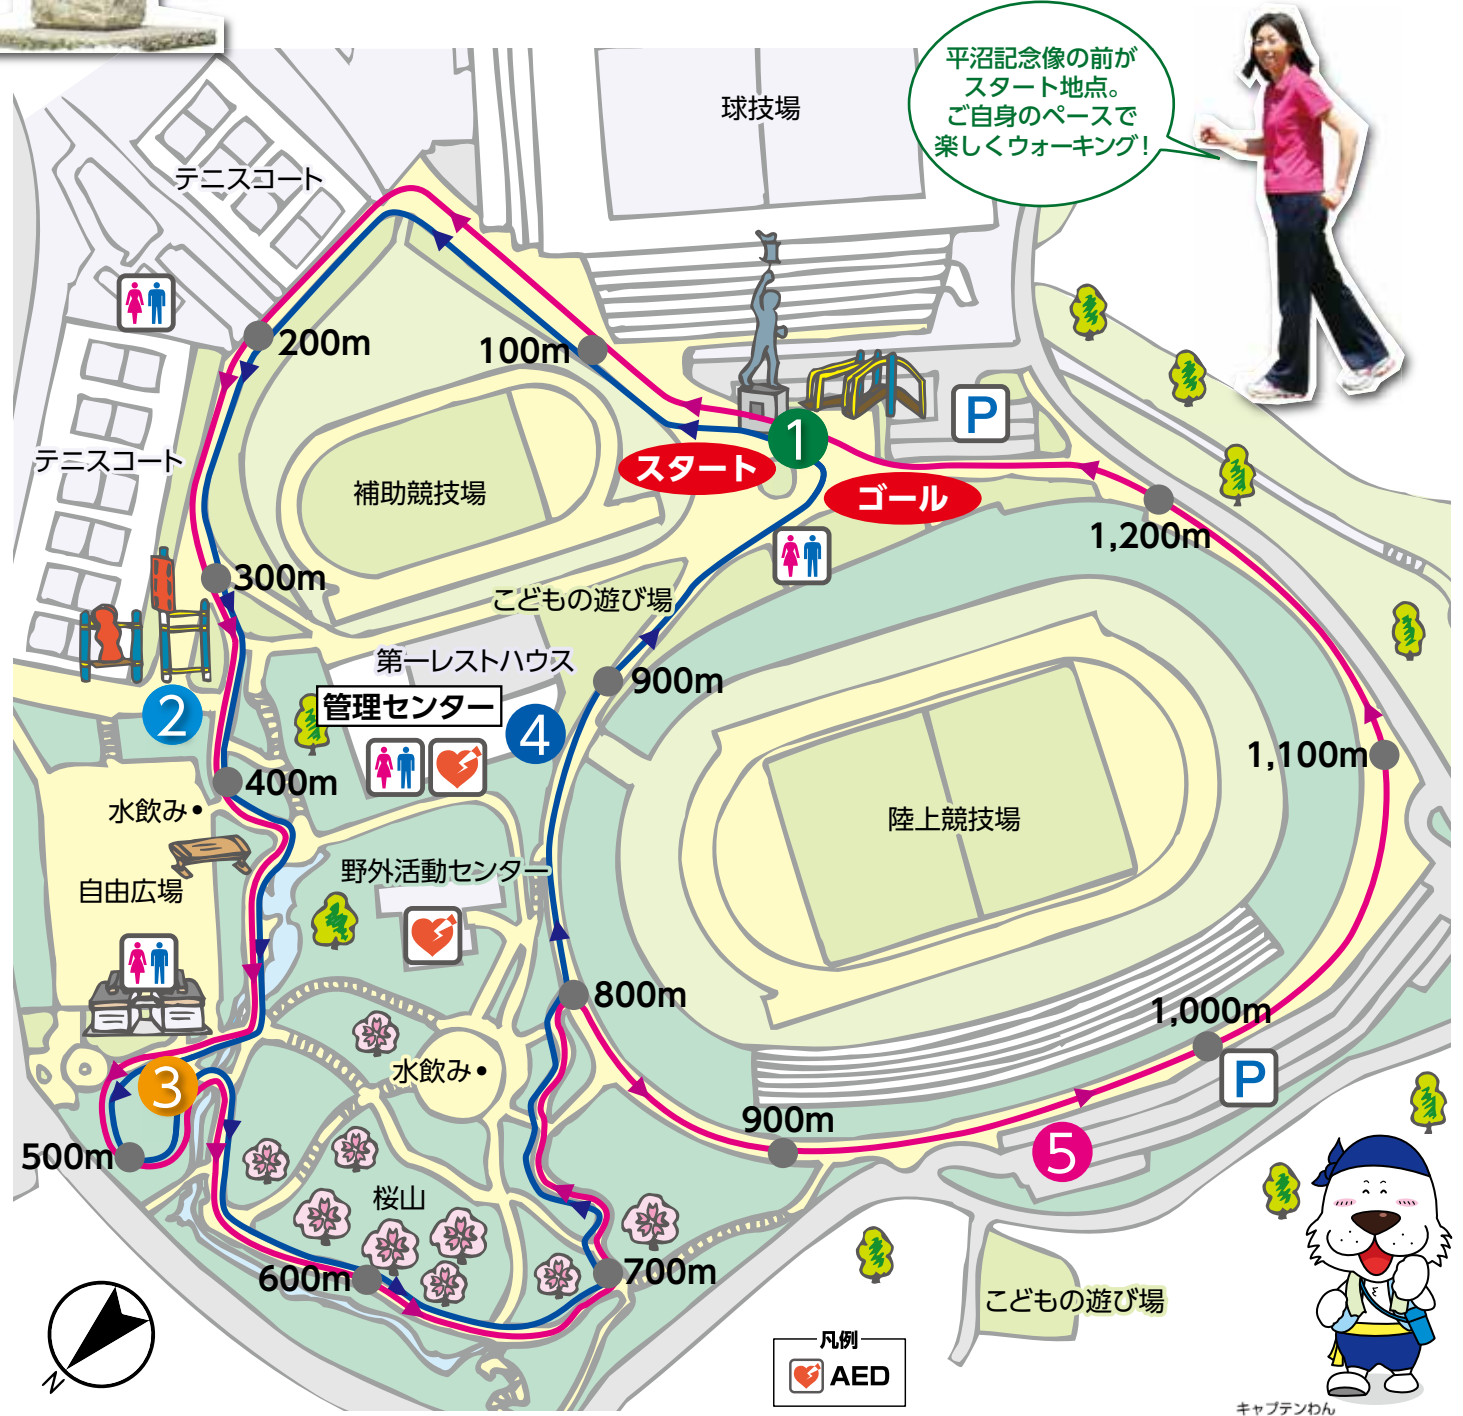 平沼記念像の前が
スタート地点。
ご自身のペースで
楽しくウォーキング！
球技場
テニスコート
200m
100m
P
1
スタート
ゴール
テニスコート
補助競技場
1,200m
300m
こどもの遊び場
第一レストハウス
900m
管理センター
2
4
1,100m
400m
水飲み
陸上競技場
野外活動センター
自由広場
800m
1,000m
水飲み
P
3
900m
5
500m
桜山
600m
700m
こどもの遊び場
凡例
AED
N
キャプテンわん